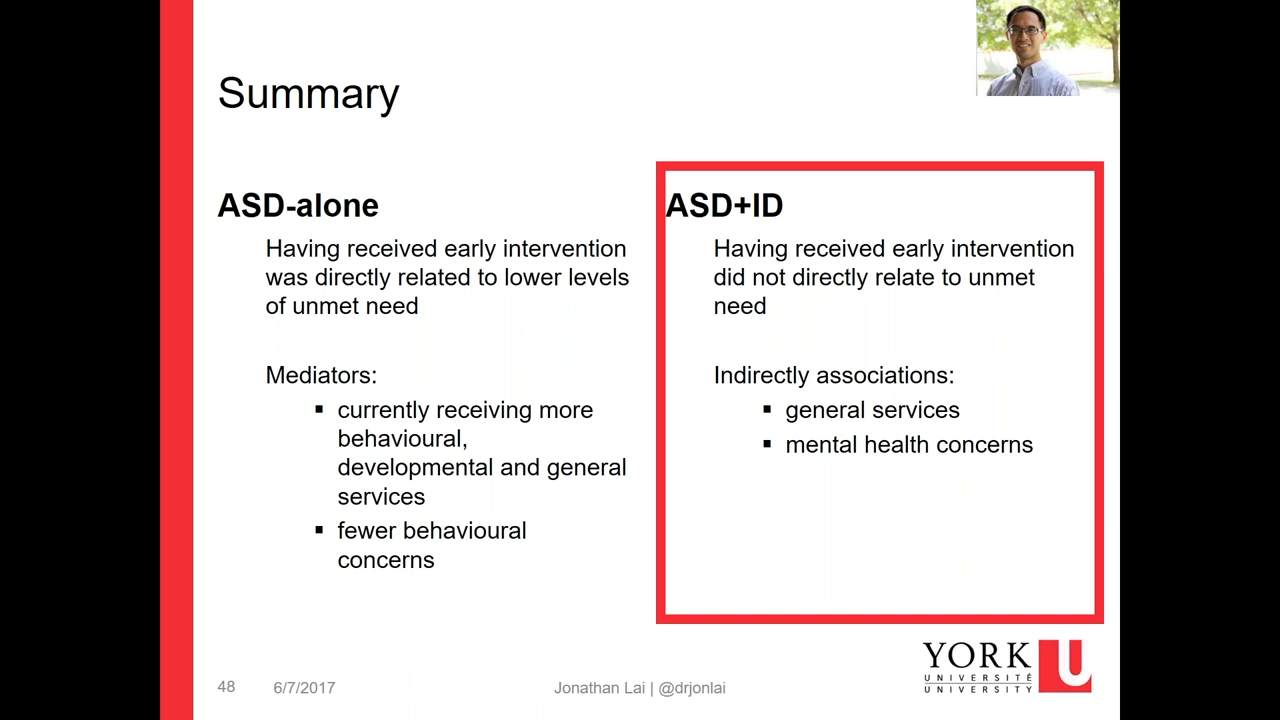 Summary
ASD-alone
Having received early intervention
was directly related to lower levels
of unmet need
Mediators:
▪ currently receiving more
behavioural,
developmental and general
services
▪ fewer behavioural
concerns
ASD+ID
Having received early intervention
did not directly relate to unmet
need
Indirectly associations:
▪ general services
▪ mental health concerns
48
6/7/2017
Jonathan Lai | @drjonlai
YORK U
UNIVERSITÉ
UNIVERSITY